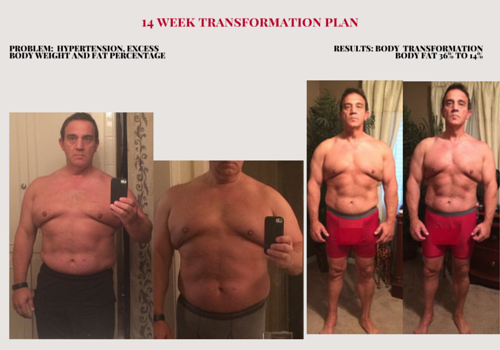 14 WEEK TRANSFORMATION PLAN
PROBLEM: HYPERTENSION, EXCESS
BODY WEIGHT AND FAT PERCENTAGE
RESULTS: BODY TRANSFORMATION
BODY FAT 36% TO 14%